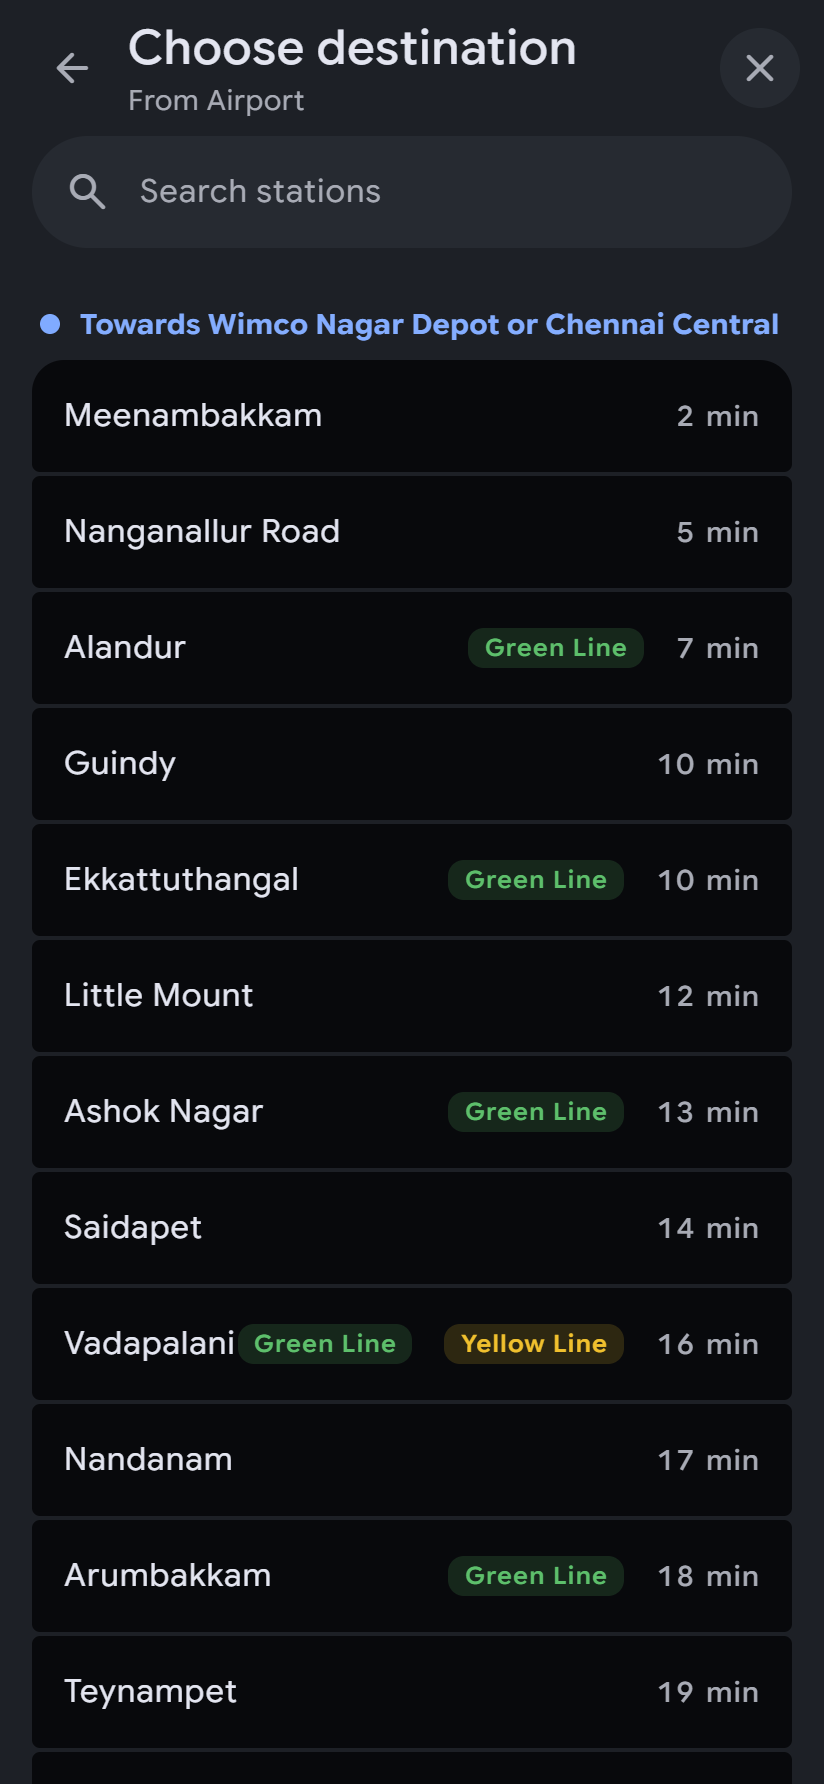 Choose destination
From Airport
Search stations
Towards Wimco Nagar Depot or Chennai Central
Meenambakkam 2 min
Nanganallur Road 5 min
Alandur Green Line 7 min
Guindy 10 min
Ekkattuthangal Green Line 10 min
Little Mount 12 min
Ashok Nagar Green Line 13 min
Saidapet 14 min
Vadapalani Green Line Yellow Line 16 min
Nandanam 17 min
Arumbakkam Green Line 18 min
Teynampet 19 min